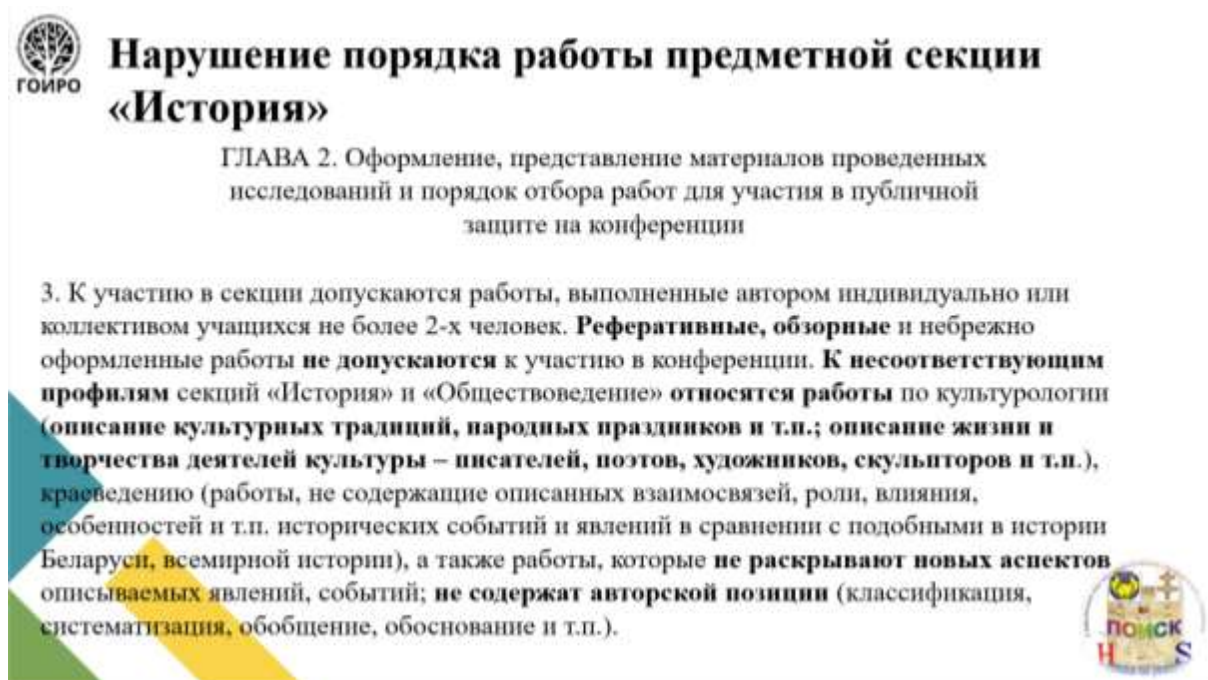 ГОИРО
Нарушение порядка работы предметной секции
«История»
ГЛАВА 2. Оформление, представление материалов проведенных
исследований и порядок отбора работ для участия в публичной
защите на конференции
3. К участию в секции допускаются работы, выполненные автором индивидуально или
коллективом учащихся не более 2-х человек. Реферативные, обзорные и небрежно
оформленные работы не допускаются к участию в конференции. К несоответствующим
профилям секций «История» и «Обществоведение» относятся работы по культурологии
(описание культурных традиций, народных праздников и т.п.; описание жизни и
творчества деятелей культуры – писателей, поэтов, художников, скульпторов и т.п.),
краеведению (работы, не содержащие описанных взаимосвязей, роли, влияния,
особенностей и т.п. исторических событий и явлений в сравнении с подобными в истории
Беларуси, всемирной истории), а также работы, которые не раскрывают новых аспектов
описываемых явлений, событий; не содержат авторской позиции (классификация,
систематизация, обобщение, обоснование и т.п.).
ПОИСК
H S